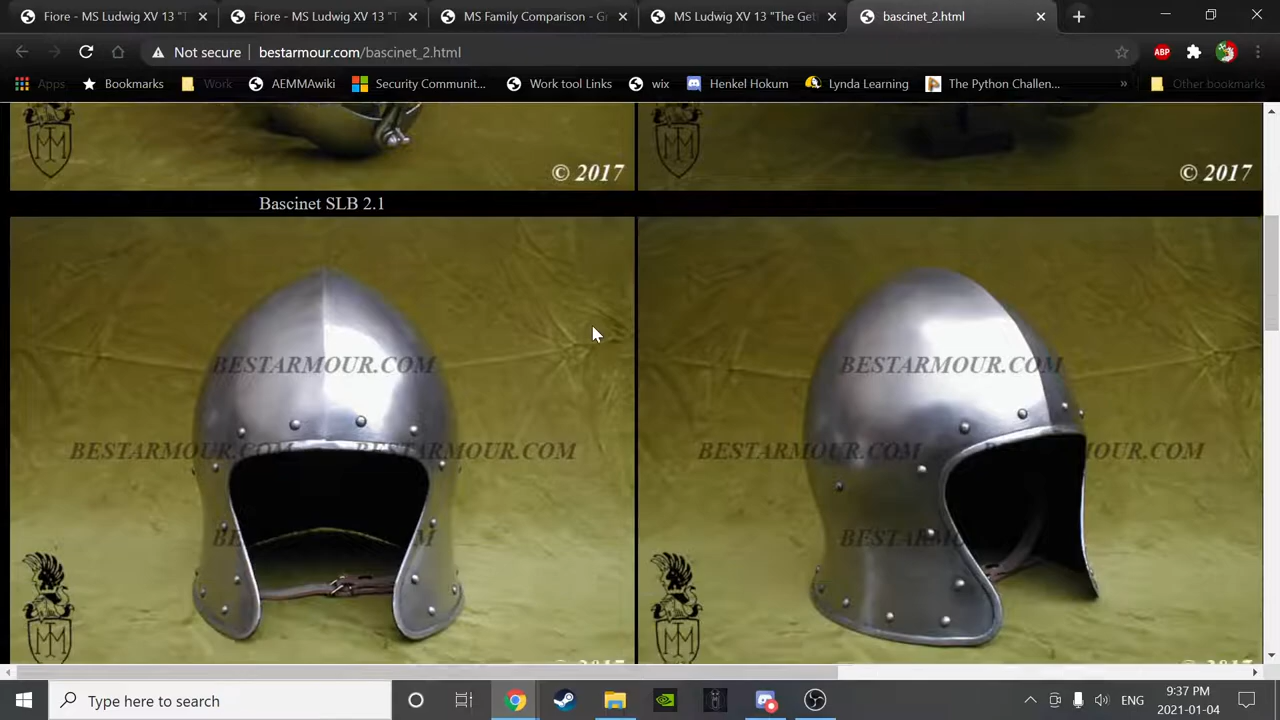 Fiore - MS Ludwig XV 13 "T
Fiore - MS Ludwig XV 13 "T
MS Family Comparison - Gr
MS Ludwig XV 13 "The Gett
bascinet_2.html
Not secure
bestarmour.com/bascinet_2.html
ABP
Apps
Bookmarks
Work
AEMMAwiki
Security Communit...
Work tool Links
wix
Henkel Hokum
Lynda Learning
The Python Challen...
»
Other bookmarks
© 2017
© 2017
Bascinet SLB 2.1
BESTARMOUR.COM
BESTARMOUR.COM
BESTARMOUR.COM
BESTARMOUR.COM
BESTARMOUR.COM
BESTARMOUR.COM
Type here to search
ENG
9:37 PM
2021-01-04